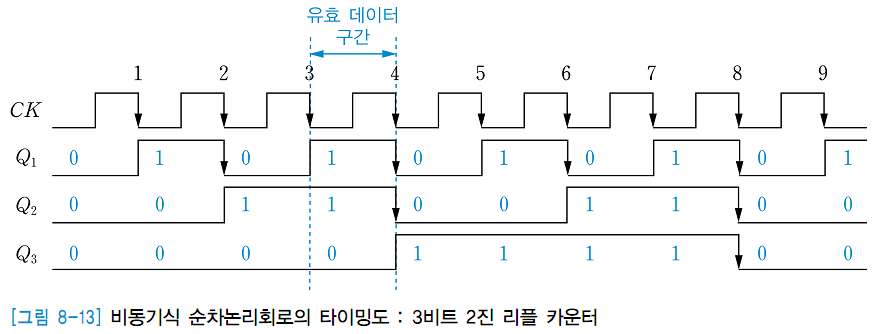 유효 데이터
구간
1 2 3 4 5 6 7 8 9
CK
Q₁ 0 1 0 1 0 1 0 1 0 1
Q₂ 0 0 1 1 0 0 1 1 0 0
Q₃ 0 0 0 0 1 1 1 1 0 0
[그림 8-13] 비동기식 순차논리회로의 타이밍도 : 3비트 2진 리플 카운터